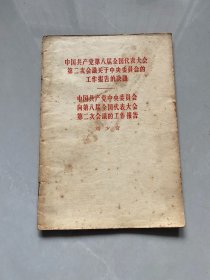 中国共产党第八届全国代表大会
第二次会议关于中央委员会的
工作报告的决议
中国共产党中央委员会
向第八届全国代表大会
第二次会议的工作报告
刘少奇